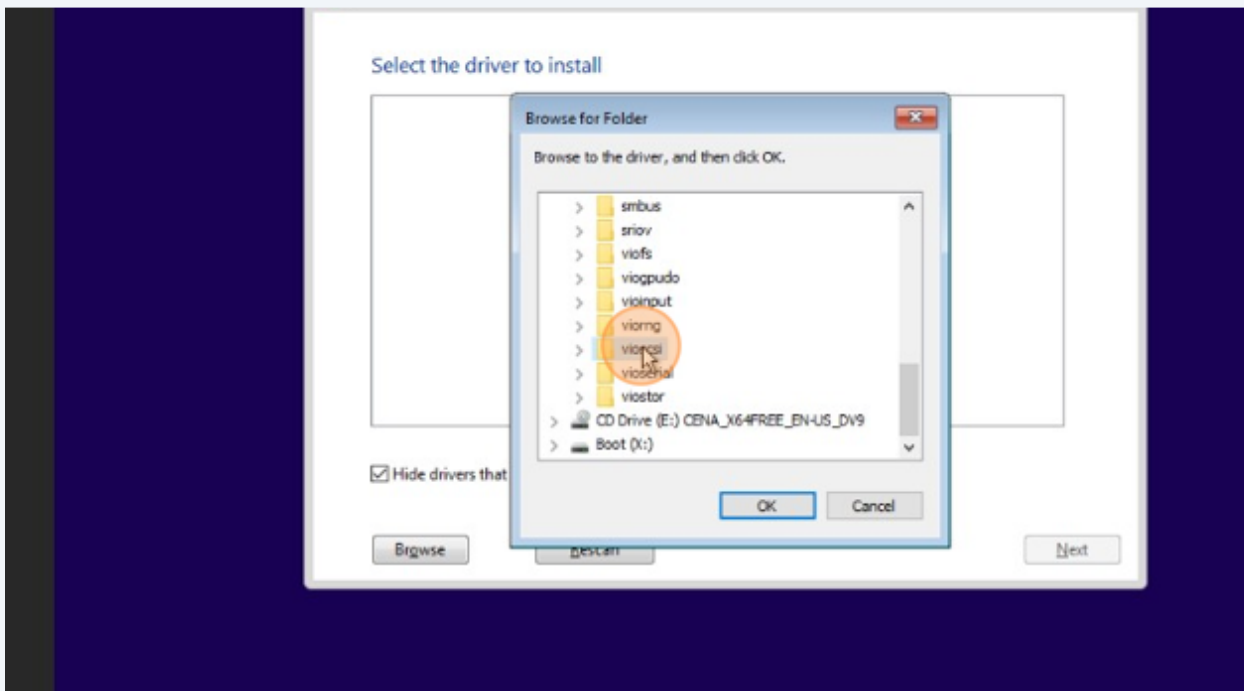 Select the driver to install
Browse for Folder
Browse to the driver, and then click OK.
smbus
sriov
viofs
viogpudo
vioinput
viorng
vioscsi
vioserial
viostor
CD Drive (E:) CENA_X64FREE_EN-US_DV9
Boot (X:)
Hide drivers that
OK
Cancel
Browse
Rescan
Next